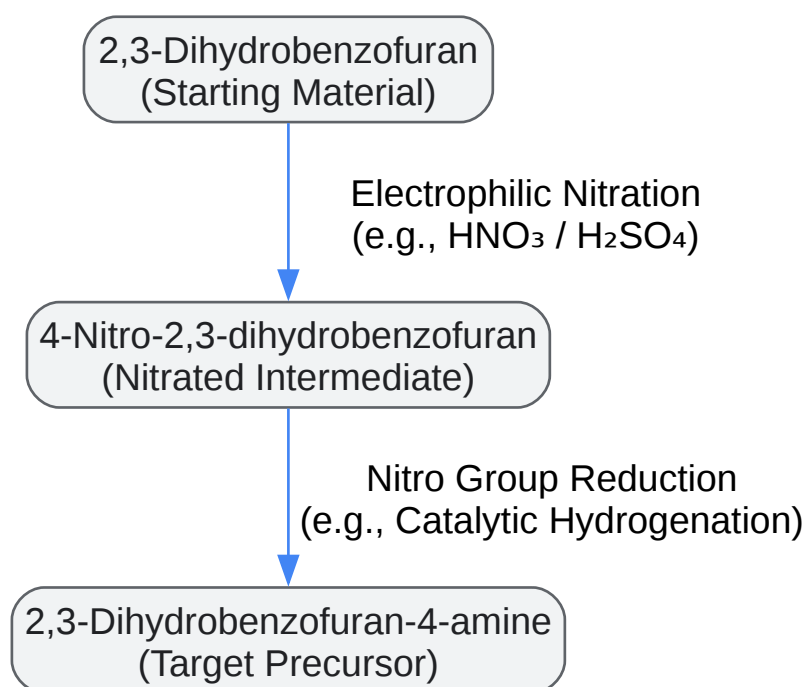 2,3-Dihydrobenzofuran
(Starting Material)
Electrophilic Nitration
(e.g., HNO₃ / H₂SO₄)
4-Nitro-2,3-dihydrobenzofuran
(Nitrated Intermediate)
Nitro Group Reduction
(e.g., Catalytic Hydrogenation)
2,3-Dihydrobenzofuran-4-amine
(Target Precursor)